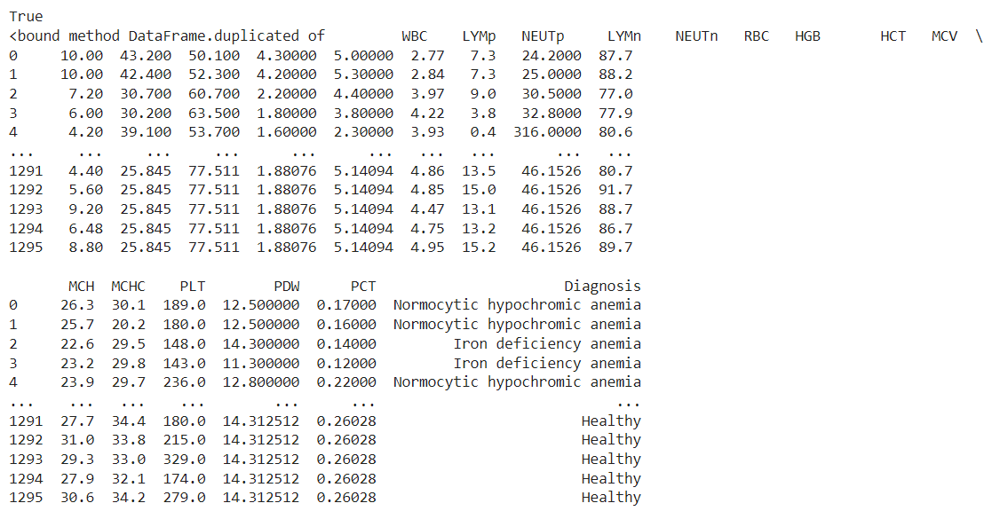 True
<bound method DataFrame.duplicated of         WBC    LYMp   NEUTp     LYMn    NEUTn   RBC   HGB       HCT   MCV  \
0     10.00  43.200  50.100  4.30000  5.00000  2.77   7.3   24.2000  87.7
1     10.00  42.400  52.300  4.20000  5.30000  2.84   7.3   25.0000  88.2
2      7.20  30.700  60.700  2.20000  4.40000  3.97   9.0   30.5000  77.0
3      6.00  30.200  63.500  1.80000  3.80000  4.22   3.8   32.8000  77.9
4      4.20  39.100  53.700  1.60000  2.30000  3.93   0.4  316.0000  80.6
...     ...     ...     ...      ...      ...   ...   ...       ...   ...
1291   4.40  25.845  77.511  1.88076  5.14094  4.86  13.5   46.1526  80.7
1292   5.60  25.845  77.511  1.88076  5.14094  4.85  15.0   46.1526  91.7
1293   9.20  25.845  77.511  1.88076  5.14094  4.47  13.1   46.1526  88.7
1294   6.48  25.845  77.511  1.88076  5.14094  4.75  13.2   46.1526  86.7
1295   8.80  25.845  77.511  1.88076  5.14094  4.95  15.2   46.1526  89.7
       MCH  MCHC    PLT        PDW      PCT                      Diagnosis
0     26.3  30.1  189.0  12.500000  0.17000  Normocytic hypochromic anemia
1     25.7  20.2  180.0  12.500000  0.16000  Normocytic hypochromic anemia
2     22.6  29.5  148.0  14.300000  0.14000         Iron deficiency anemia
3     23.2  29.8  143.0  11.300000  0.12000         Iron deficiency anemia
4     23.9  29.7  236.0  12.800000  0.22000  Normocytic hypochromic anemia
...    ...   ...    ...        ...      ...                            ...
1291  27.7  34.4  180.0  14.312512  0.26028                        Healthy
1292  31.0  33.8  215.0  14.312512  0.26028                        Healthy
1293  29.3  33.0  329.0  14.312512  0.26028                        Healthy
1294  27.9  32.1  174.0  14.312512  0.26028                        Healthy
1295  30.6  34.2  279.0  14.312512  0.26028                        Healthy